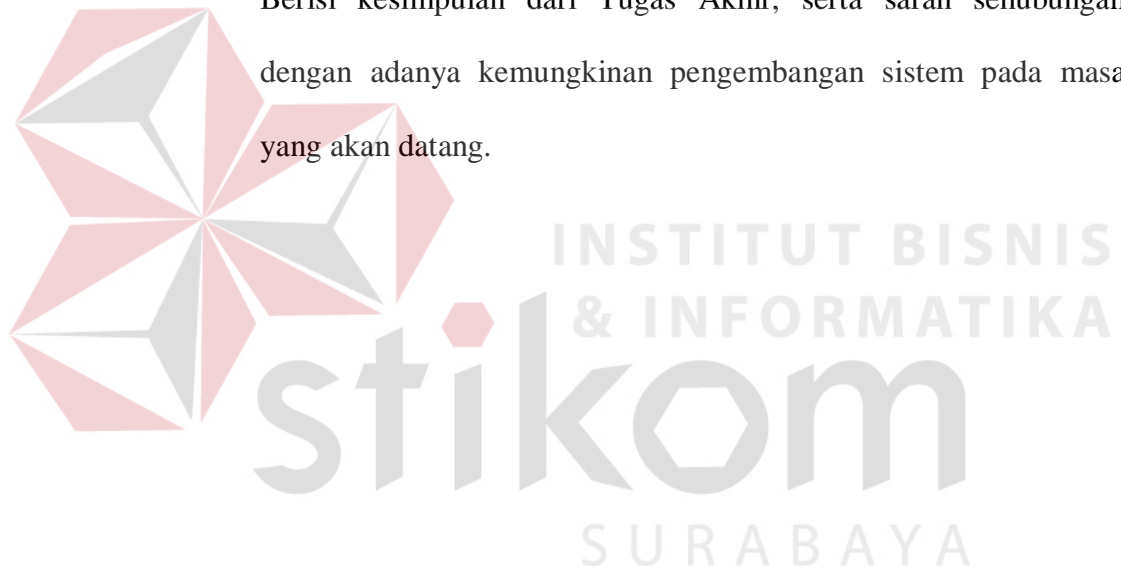 Berisi kesimpulan dari Tugas Akhir, serta saran sehubungan
dengan adanya kemungkinan pengembangan sistem pada masa
yang akan datang.
INSTITUT BISNIS
& INFORMATIKA
stikom
SURABAYA